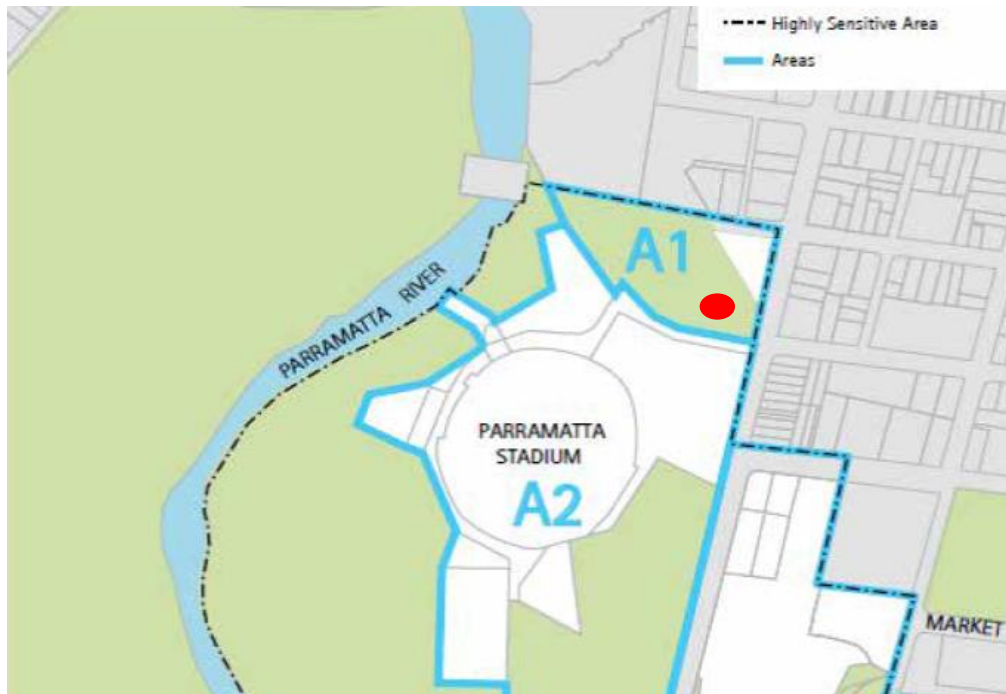 Highly Sensitive Area
Areas
A1
PARRAMATTA RIVER
PARRAMATTA
STADIUM
A2
MARKET